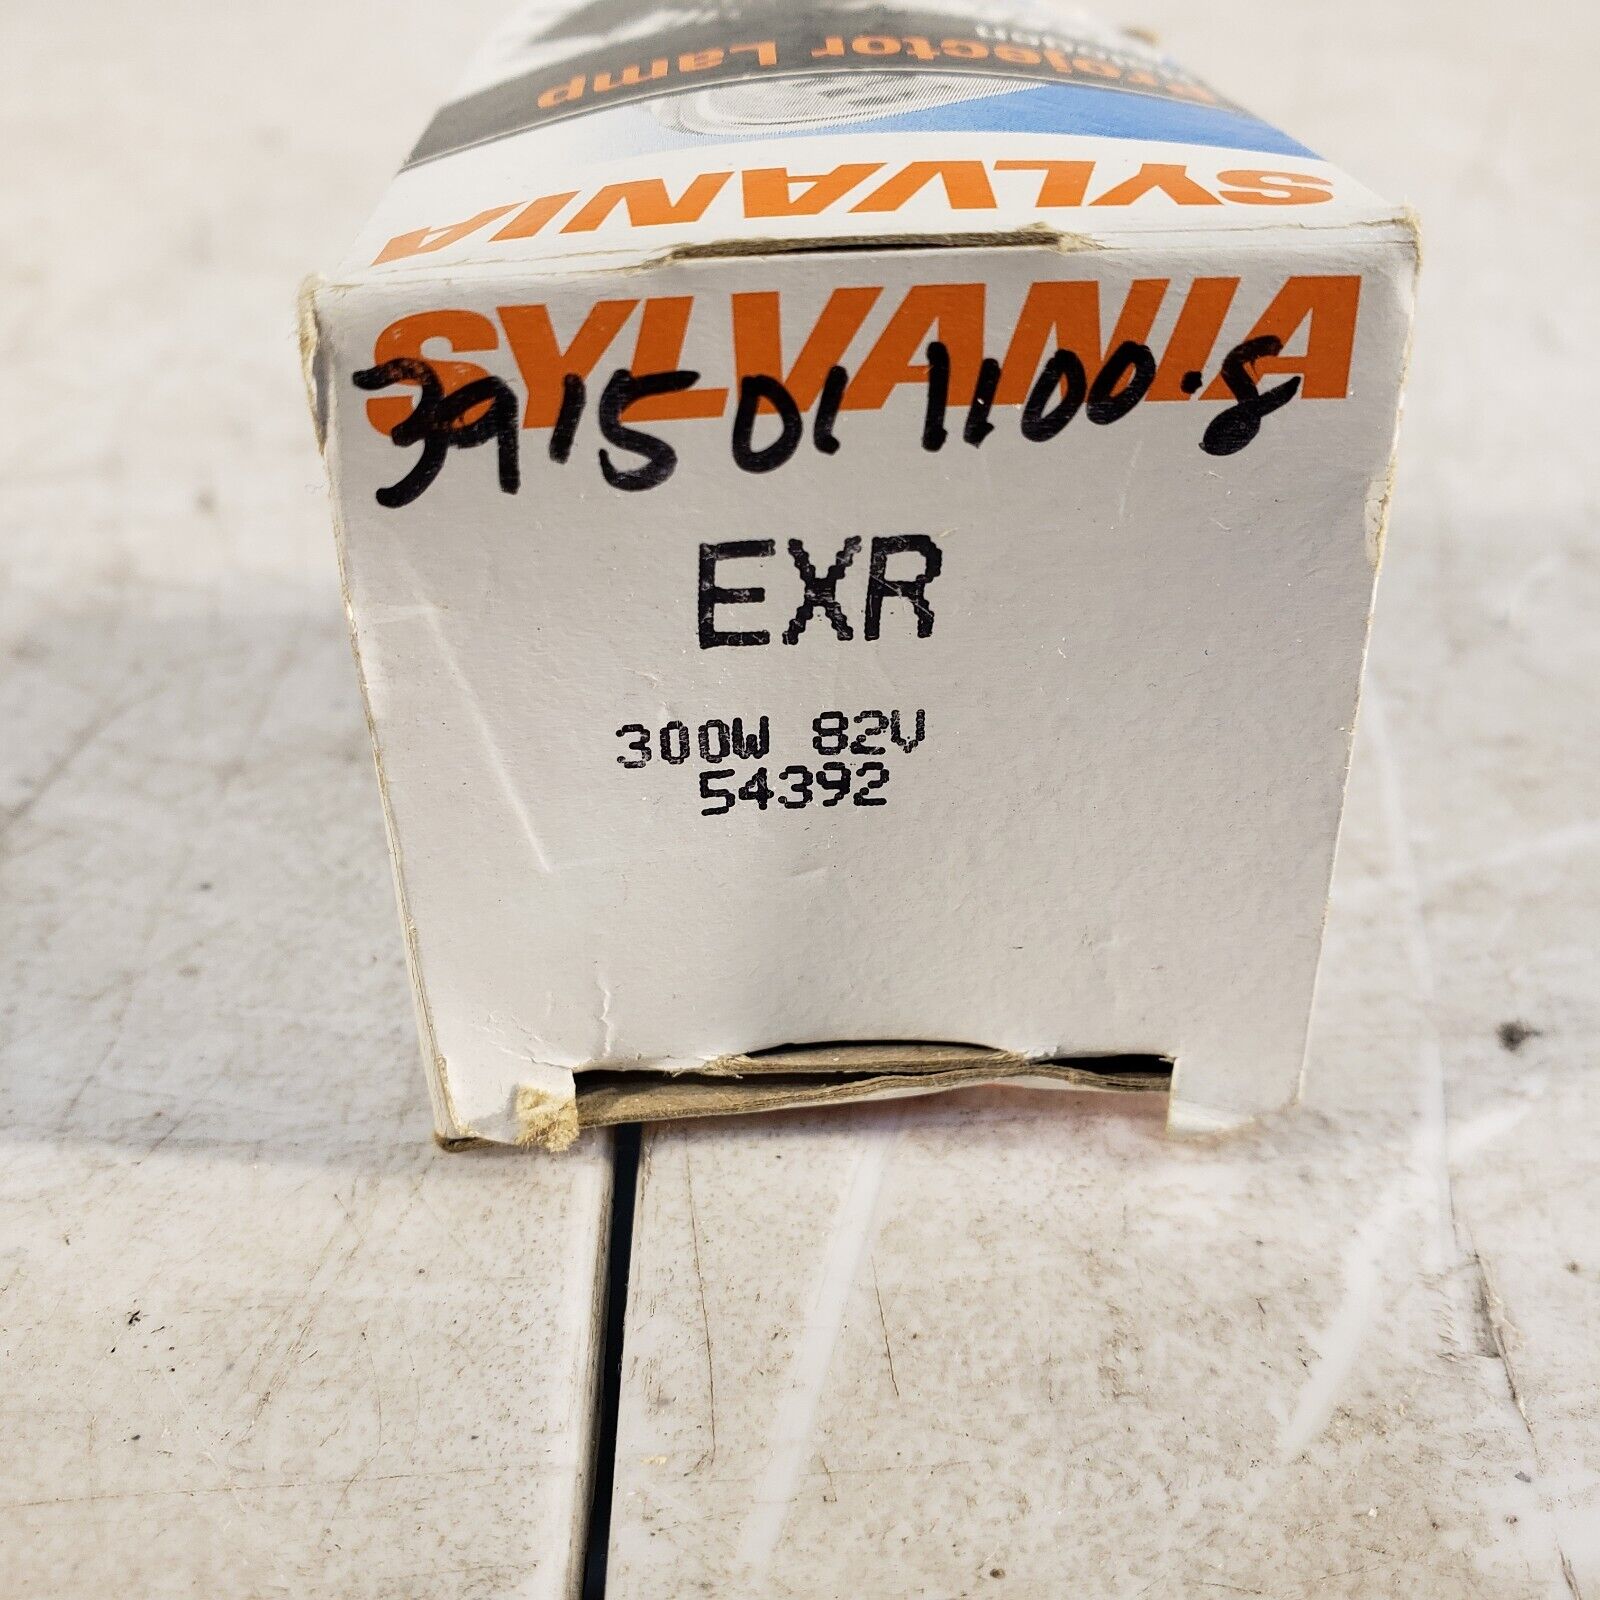 Projector Lamp
SYLVANIA
SYLVANIA
3915 01 1100.8
EXR
300W 82V
54392